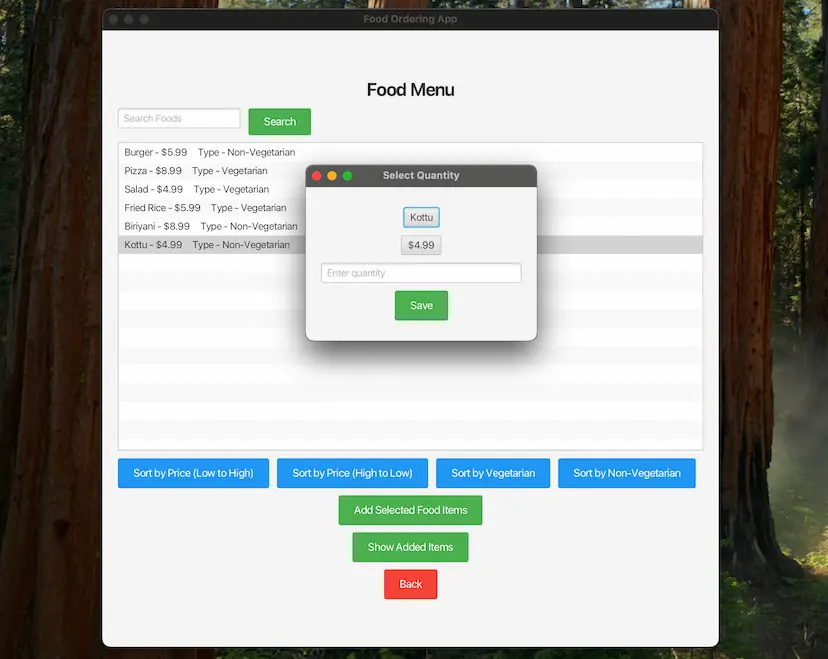 Food Ordering App
Food Menu
Search Foods
Search
Burger - $5.99 Type - Non-Vegetarian
Pizza - $8.99 Type - Vegetarian
Salad - $4.99 Type - Vegetarian
Fried Rice - $5.99 Type - Vegetarian
Biriyani - $8.99 Type - Non-Vegetarian
Kottu - $4.99 Type - Non-Vegetarian
Select Quantity
Kottu
$4.99
Enter quantity
Save
Sort by Price (Low to High) Sort by Price (High to Low) Sort by Vegetarian Sort by Non-Vegetarian
Add Selected Food Items
Show Added Items
Back